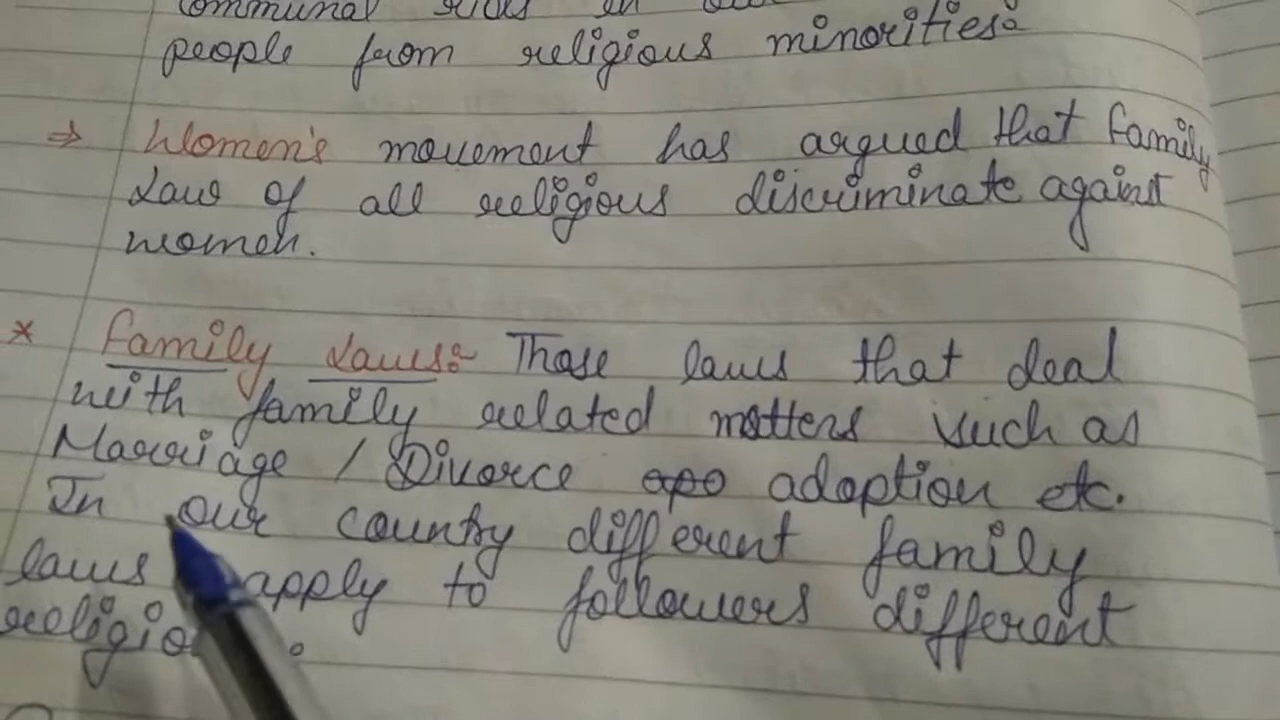 communal
people from religious minorities:
⇒ Women's movement has argued that family
Law of all religious discriminate against
women.
* Family Laws:- Those laws that deal
with family related matters such as
Marriage / Divorce adoption etc.
In our country different family
laws apply to followers different